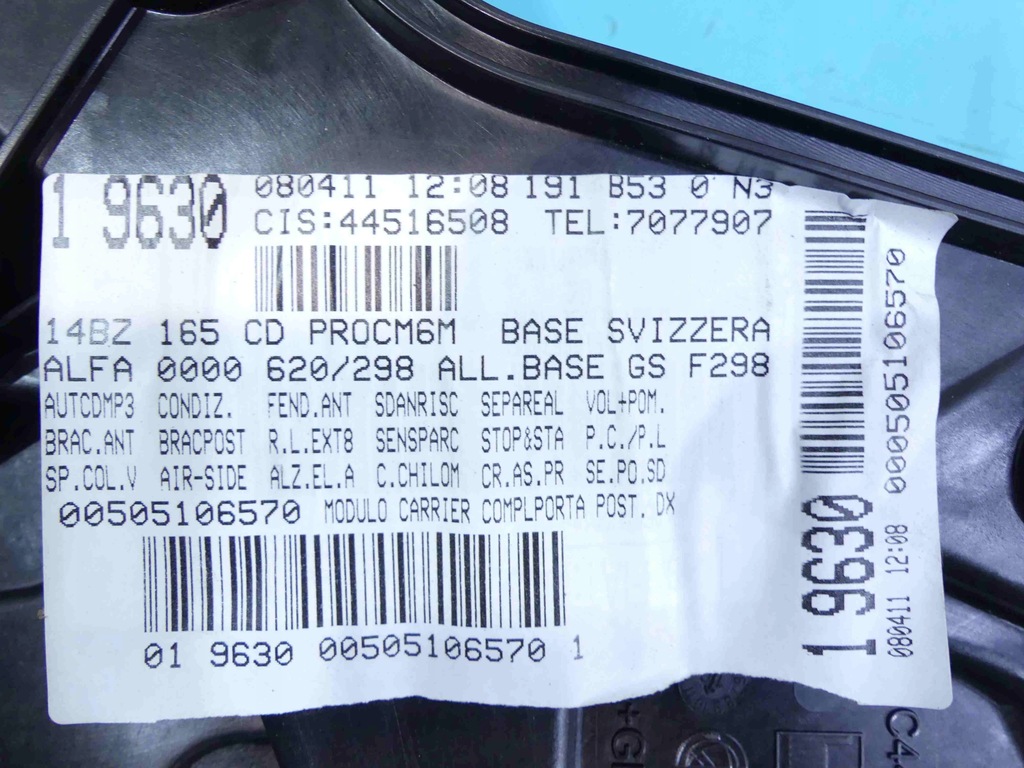 1 9630
080411 12:08 191 B53 0 N3
CIS:44516508 TEL:7077907
14BZ 165 CD PROCM6M BASE SVIZZERA
ALFA 0000 620/298 ALL.BASE GS F298
AUTCDMP3 CONDIZ. FEND.ANT SDANRISC SEPAREAL VOL+POM.
BRAC.ANT BRACPOST R.L.EXT8 SENSPARC STOP&STA P.C./P.L
SP.COL.V AIR-SIDE ALZ.EL.A C.CHILOM CR.AS.PR SE.PO.SD
00505106570 MODULO CARRIER COMPLPORTA POST. DX
01 9630 00505106570 1
1 9630
080411 12:08 00050510657​0